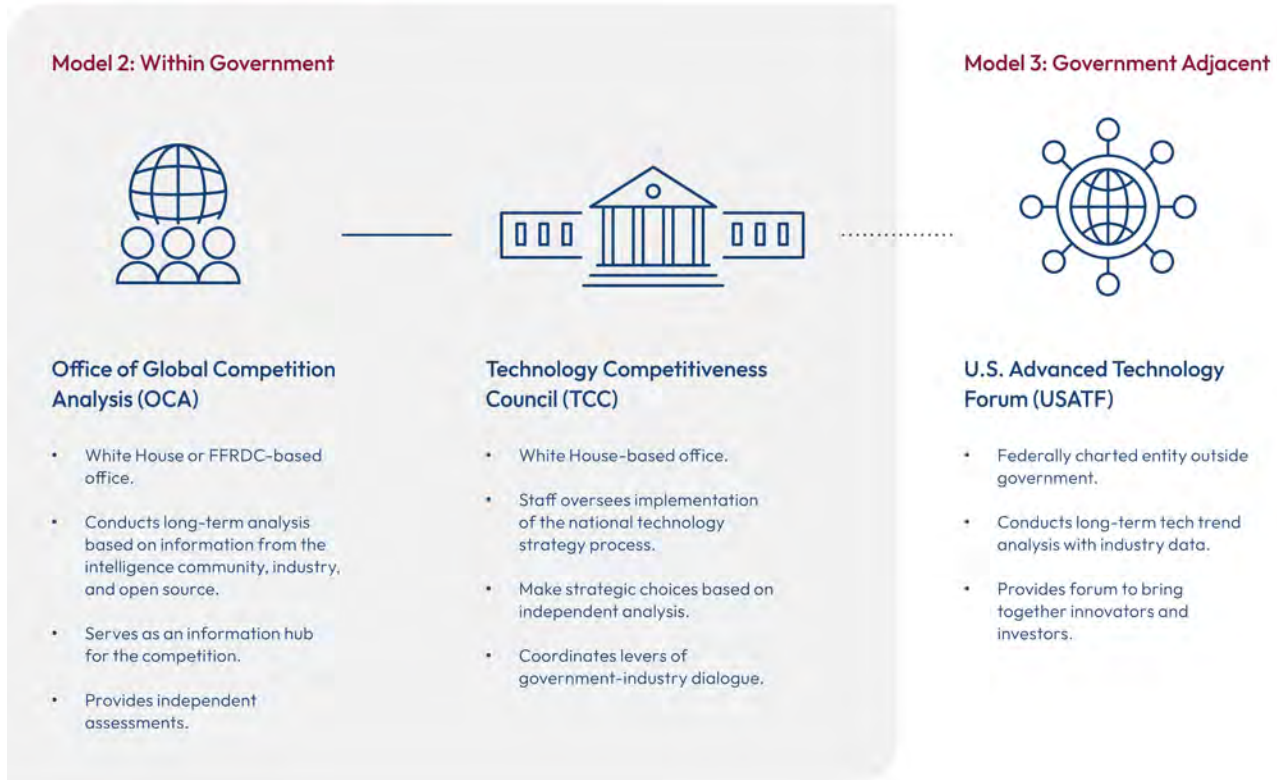 Model 2: Within Government
Model 3: Government Adjacent
Office of Global Competition
Analysis (OCA)
• White House or FFRDC-based
office.
• Conducts long-term analysis
based on information from the
intelligence community, industry,
and open source.
• Serves as an information hub
for the competition.
• Provides independent
assessments.
Technology Competitiveness
Council (TCC)
• White House-based office.
• Staff oversees implementation
of the national technology
strategy process.
• Make strategic choices based on
independent analysis.
• Coordinates levers of
government-industry dialogue.
U.S. Advanced Technology
Forum (USATF)
• Federally charted entity outside
government.
• Conducts long-term tech trend
analysis with industry data.
• Provides forum to bring
together innovators and
investors.